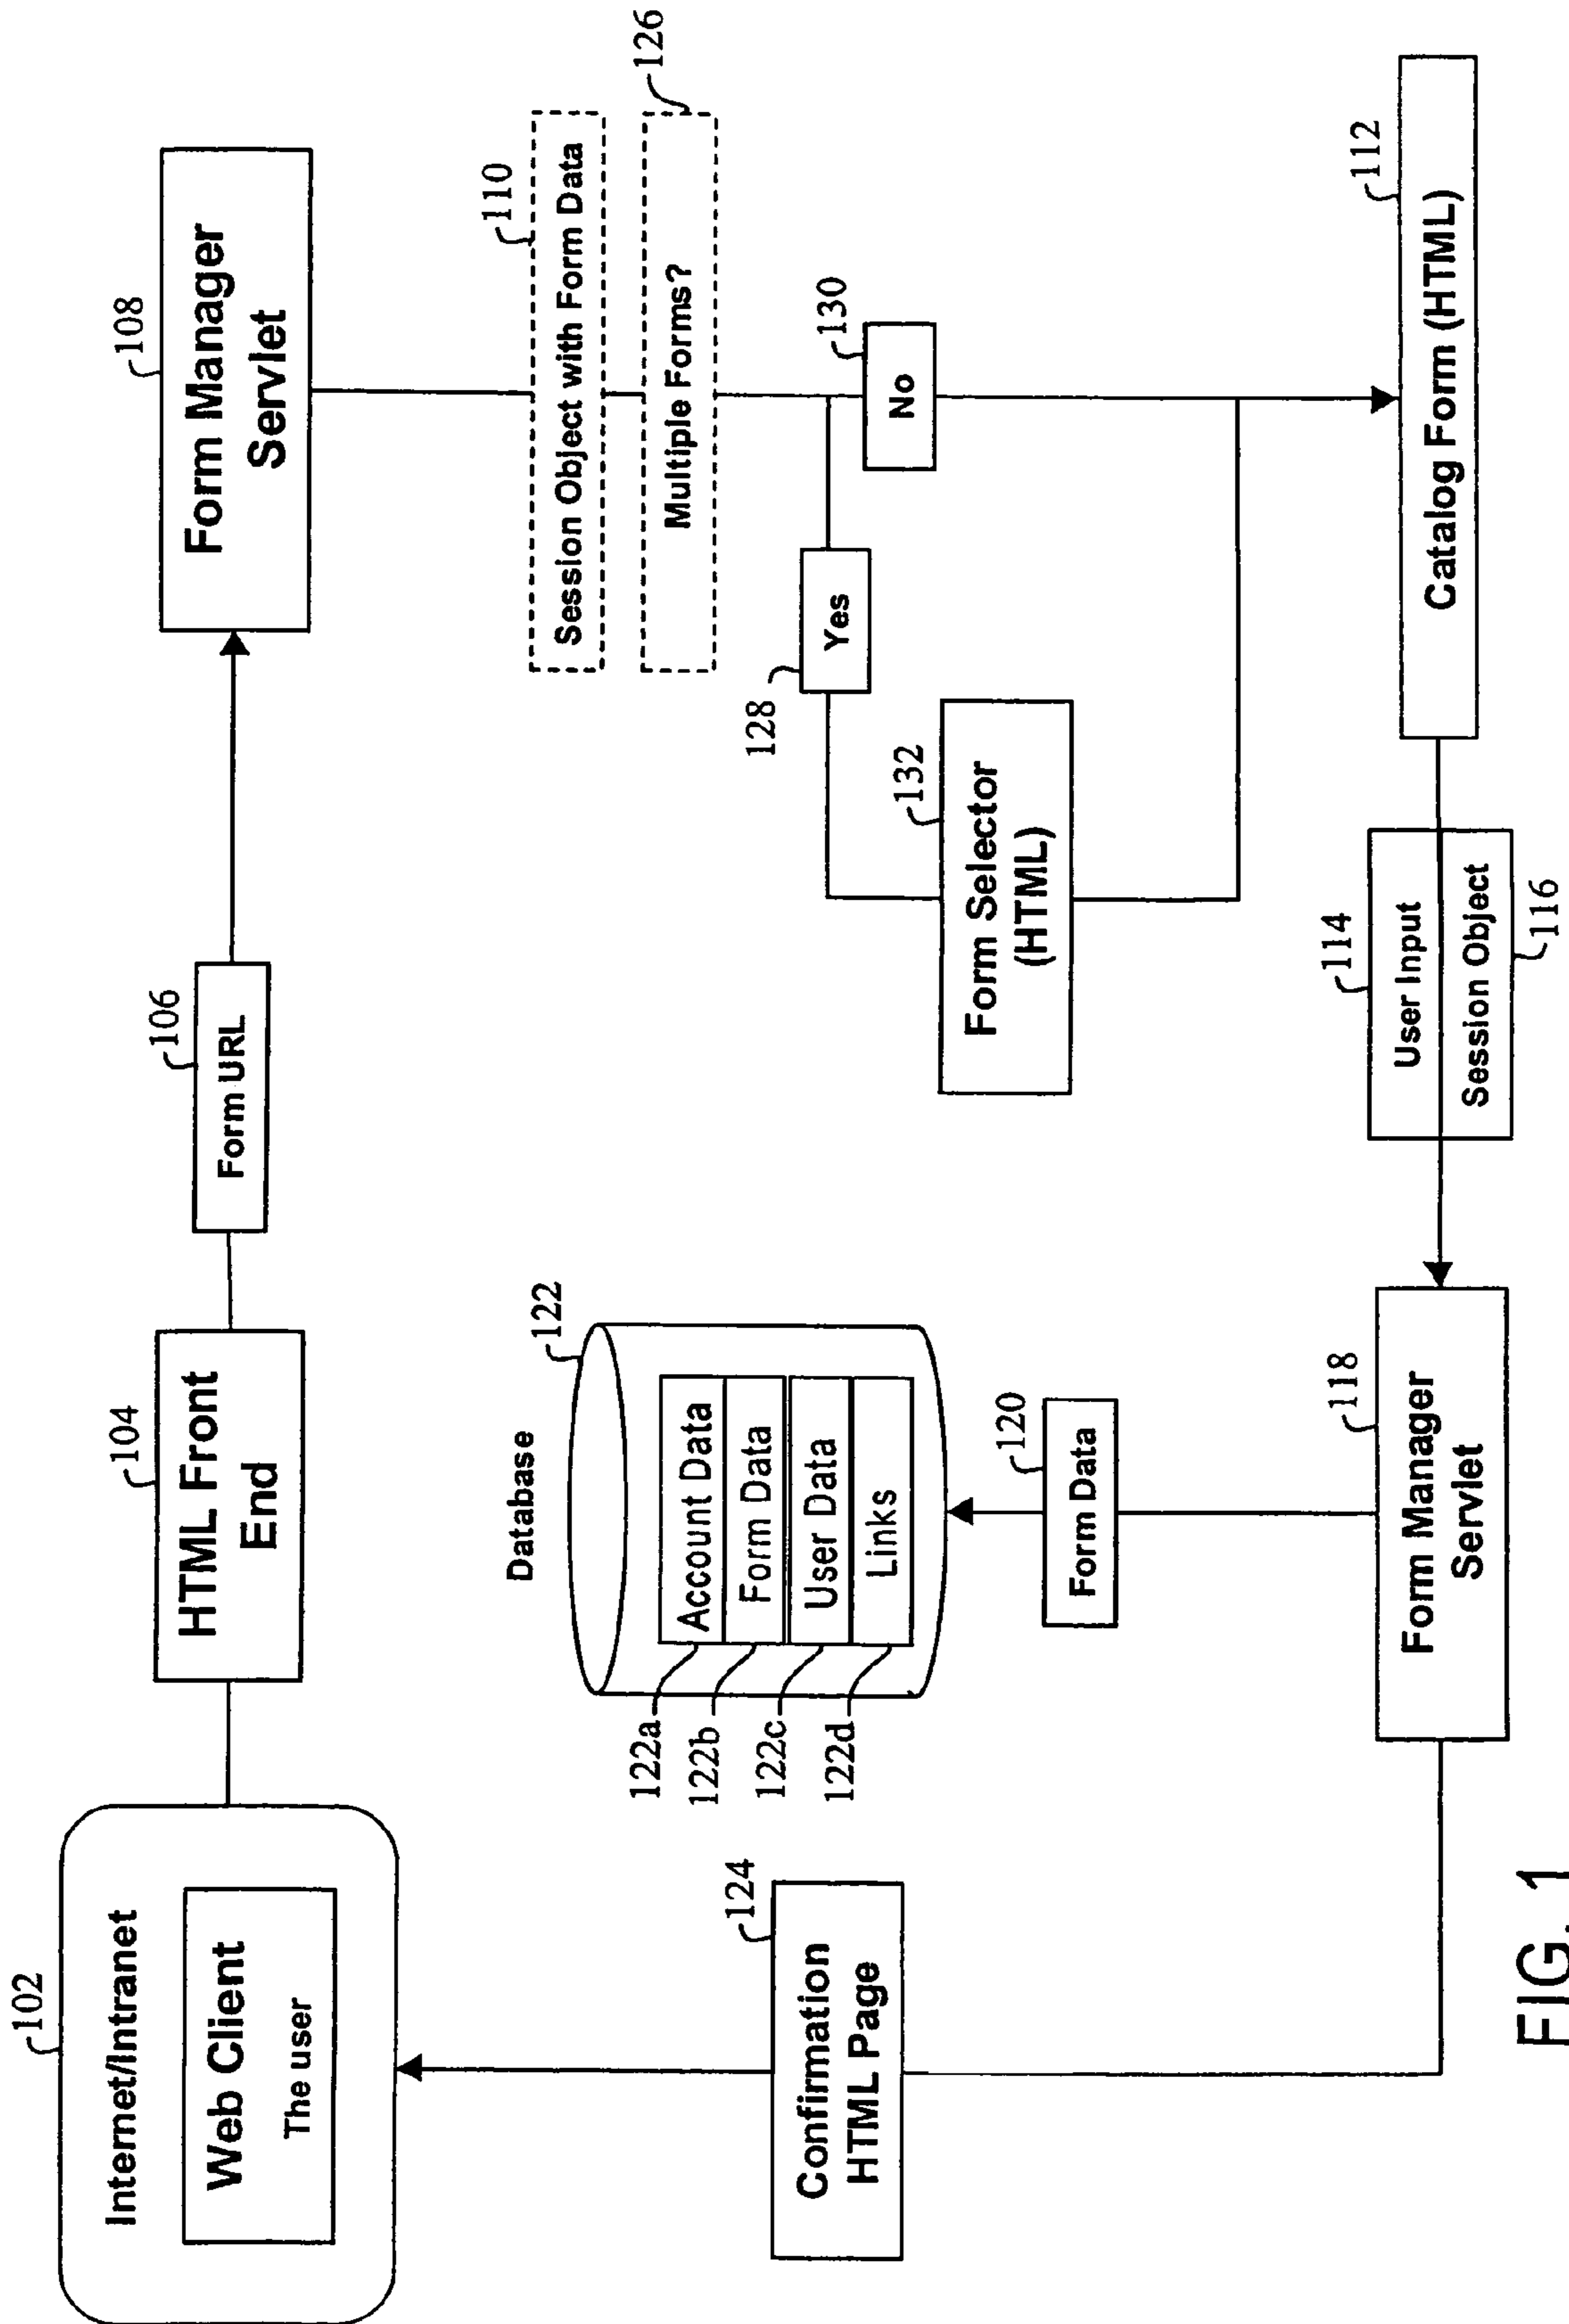 102
Internet/Intranet
Web Client
The user
104
HTML Front
End
106
Form URL
108
Form Manager
Servlet
110
Session Object with Form Data
126
Multiple Forms?
128
Yes
130
No
132
Form Selector
(HTML)
112
Catalog Form (HTML)
114
User Input
Session Object
116
118
Form Manager
Servlet
120
Form Data
Database
122
122a
Account Data
122b
Form Data
122c
User Data
122d
Links
124
Confirmation
HTML Page
FIG. 1